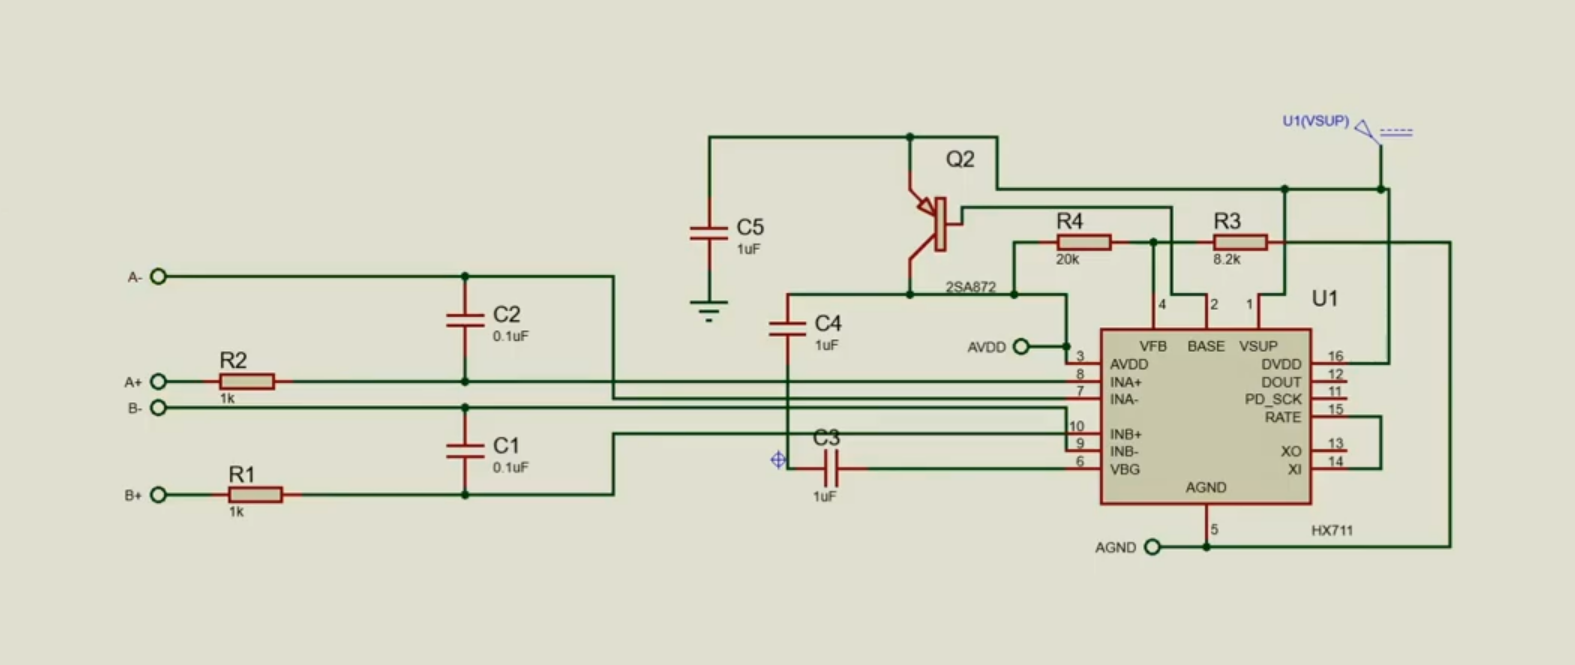 U1(VSUP)
Q2
C5
1uF
R4
20k
R3
8.2k
A-
C2
0.1uF
2SA872
C4
1uF
4
2
1
U1
AVDD
VFB
BASE
VSUP
R2
1k
A+
B-
3
AVDD
DVDD
16
8
INA+
DOUT
12
7
INA-
PD_SCK
11
RATE
15
C1
0.1uF
C3
1uF
10
INB+
9
INB-
XO
13
6
VBG
XI
14
R1
1k
B+
AGND
5
HX711
AGND